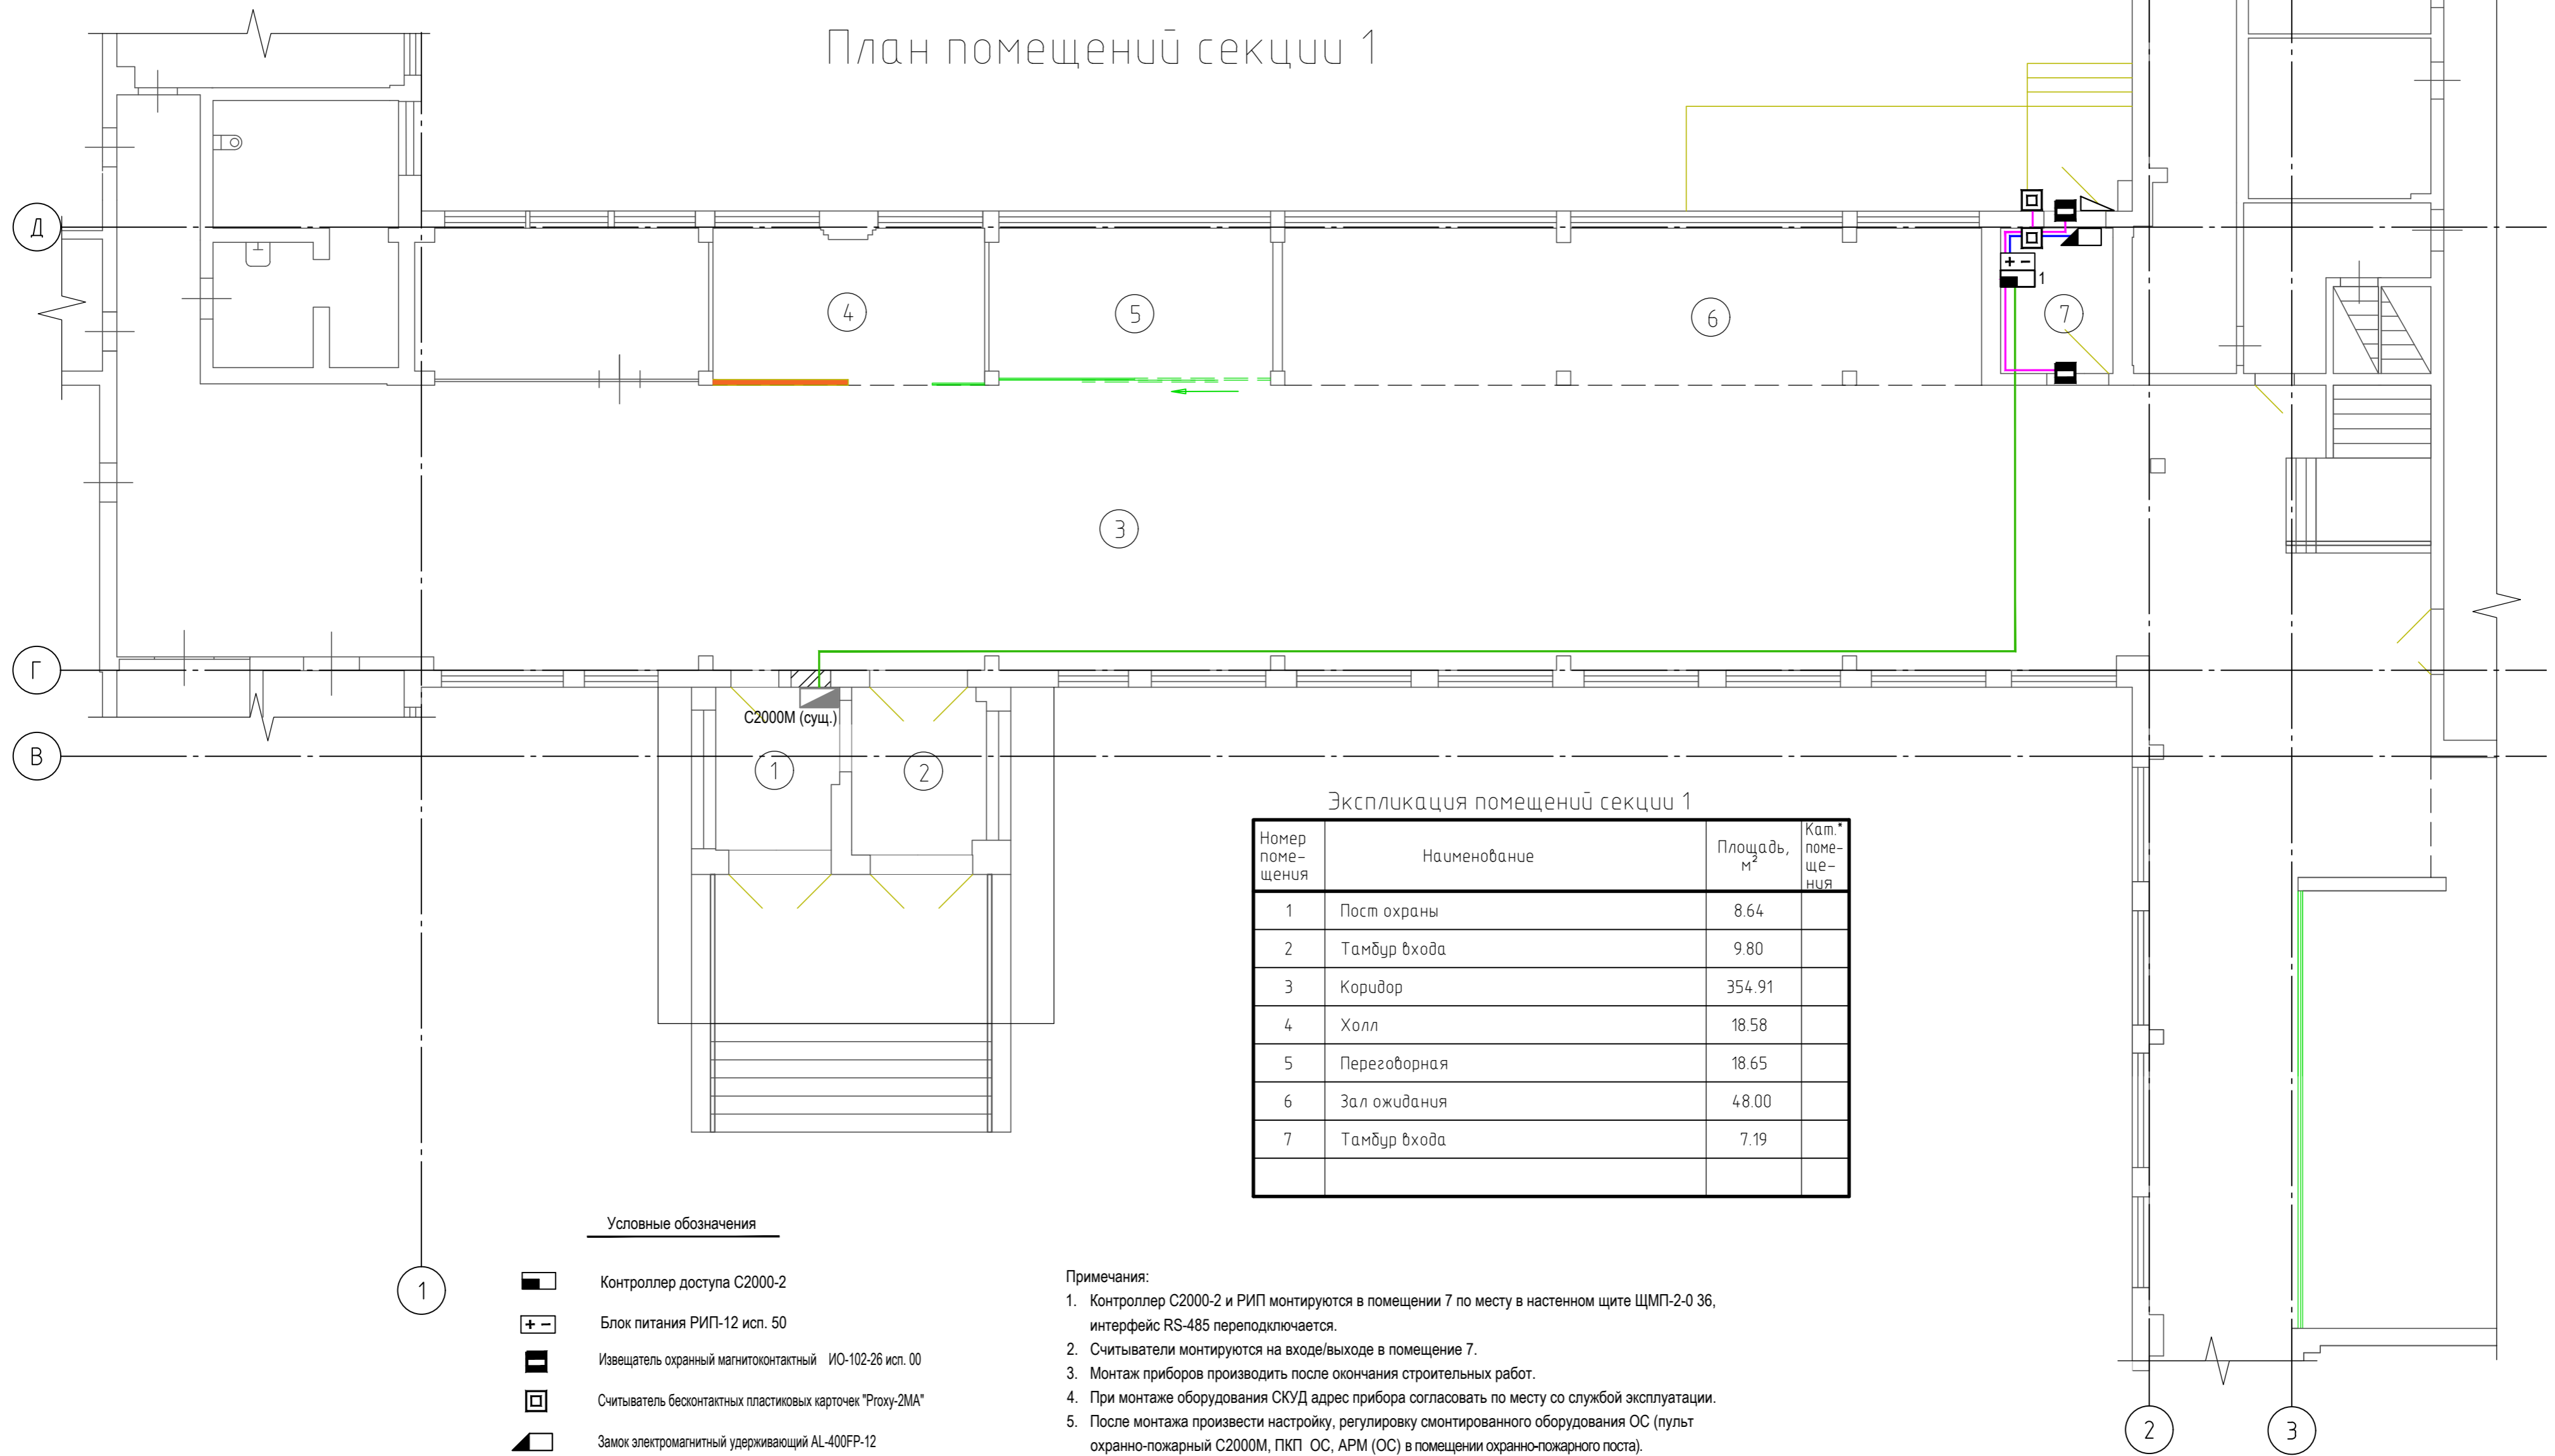 План помещений секции 1
Д
Г
В
4
5
6
7
+ -
1
3
С2000М (сущ.)
1
2
Экспликация помещений секции 1
Номер поме-щения
Наименование
Площадь, м²
Кат.* поме-ще-ния
1 Пост охраны 8.64
2 Тамбур входа 9.80
3 Коридор 354.91
4 Холл 18.58
5 Переговорная 18.65
6 Зал ожидания 48.00
7 Тамбур входа 7.19
1
2
3
Условные обозначения
Контроллер доступа С2000-2
+ - Блок питания РИП-12 исп. 50
Извещатель охранный магнитоконтактный ИО-102-26 исп. 00
Считыватель бесконтактных пластиковых карточек "Proxy-2MA"
Замок электромагнитный удерживающий AL-400FP-12
Примечания:
1. Контроллер С2000-2 и РИП монтируются в помещении 7 по месту в настенном щите ЩМП-2-0 36,
интерфейс RS-485 переподключается.
2. Считыватели монтируются на входе/выходе в помещение 7.
3. Монтаж приборов производить после окончания строительных работ.
4. При монтаже оборудования СКУД адрес прибора согласовать по месту со службой эксплуатации.
5. После монтажа произвести настройку, регулировку смонтированного оборудования ОС (пульт
охранно-пожарный С2000М, ПКП ОС, АРМ (ОС) в помещении охранно-пожарного поста).